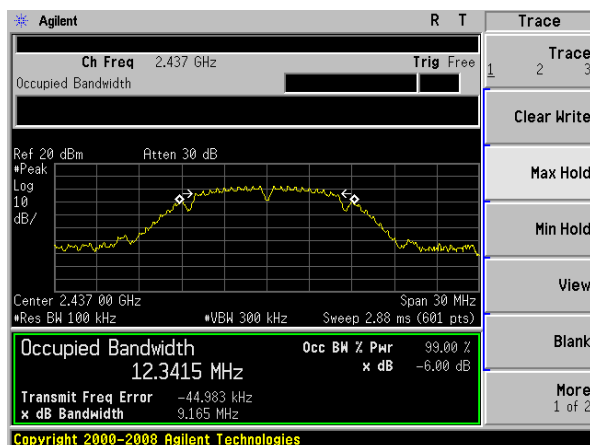 Agilent R T Trace
Ch Freq 2.437 GHz Trig Free
Occupied Bandwidth
Trace
1 2 3
Clear Write
Max Hold
Min Hold
View
Blank
More
1 of 2
Ref 20 dBm Atten 30 dB
#Peak
Log
10
dB/
Center 2.437 00 GHz Span 30 MHz
#Res BW 100 kHz #VBW 300 kHz Sweep 2.88 ms (601 pts)
Occupied Bandwidth Occ BW % Pwr 99.00 %
12.3415 MHz x dB -6.00 dB
Transmit Freq Error -44.983 kHz
x dB Bandwidth 9.165 MHz
Copyright 2000-2008 Agilent Technologies